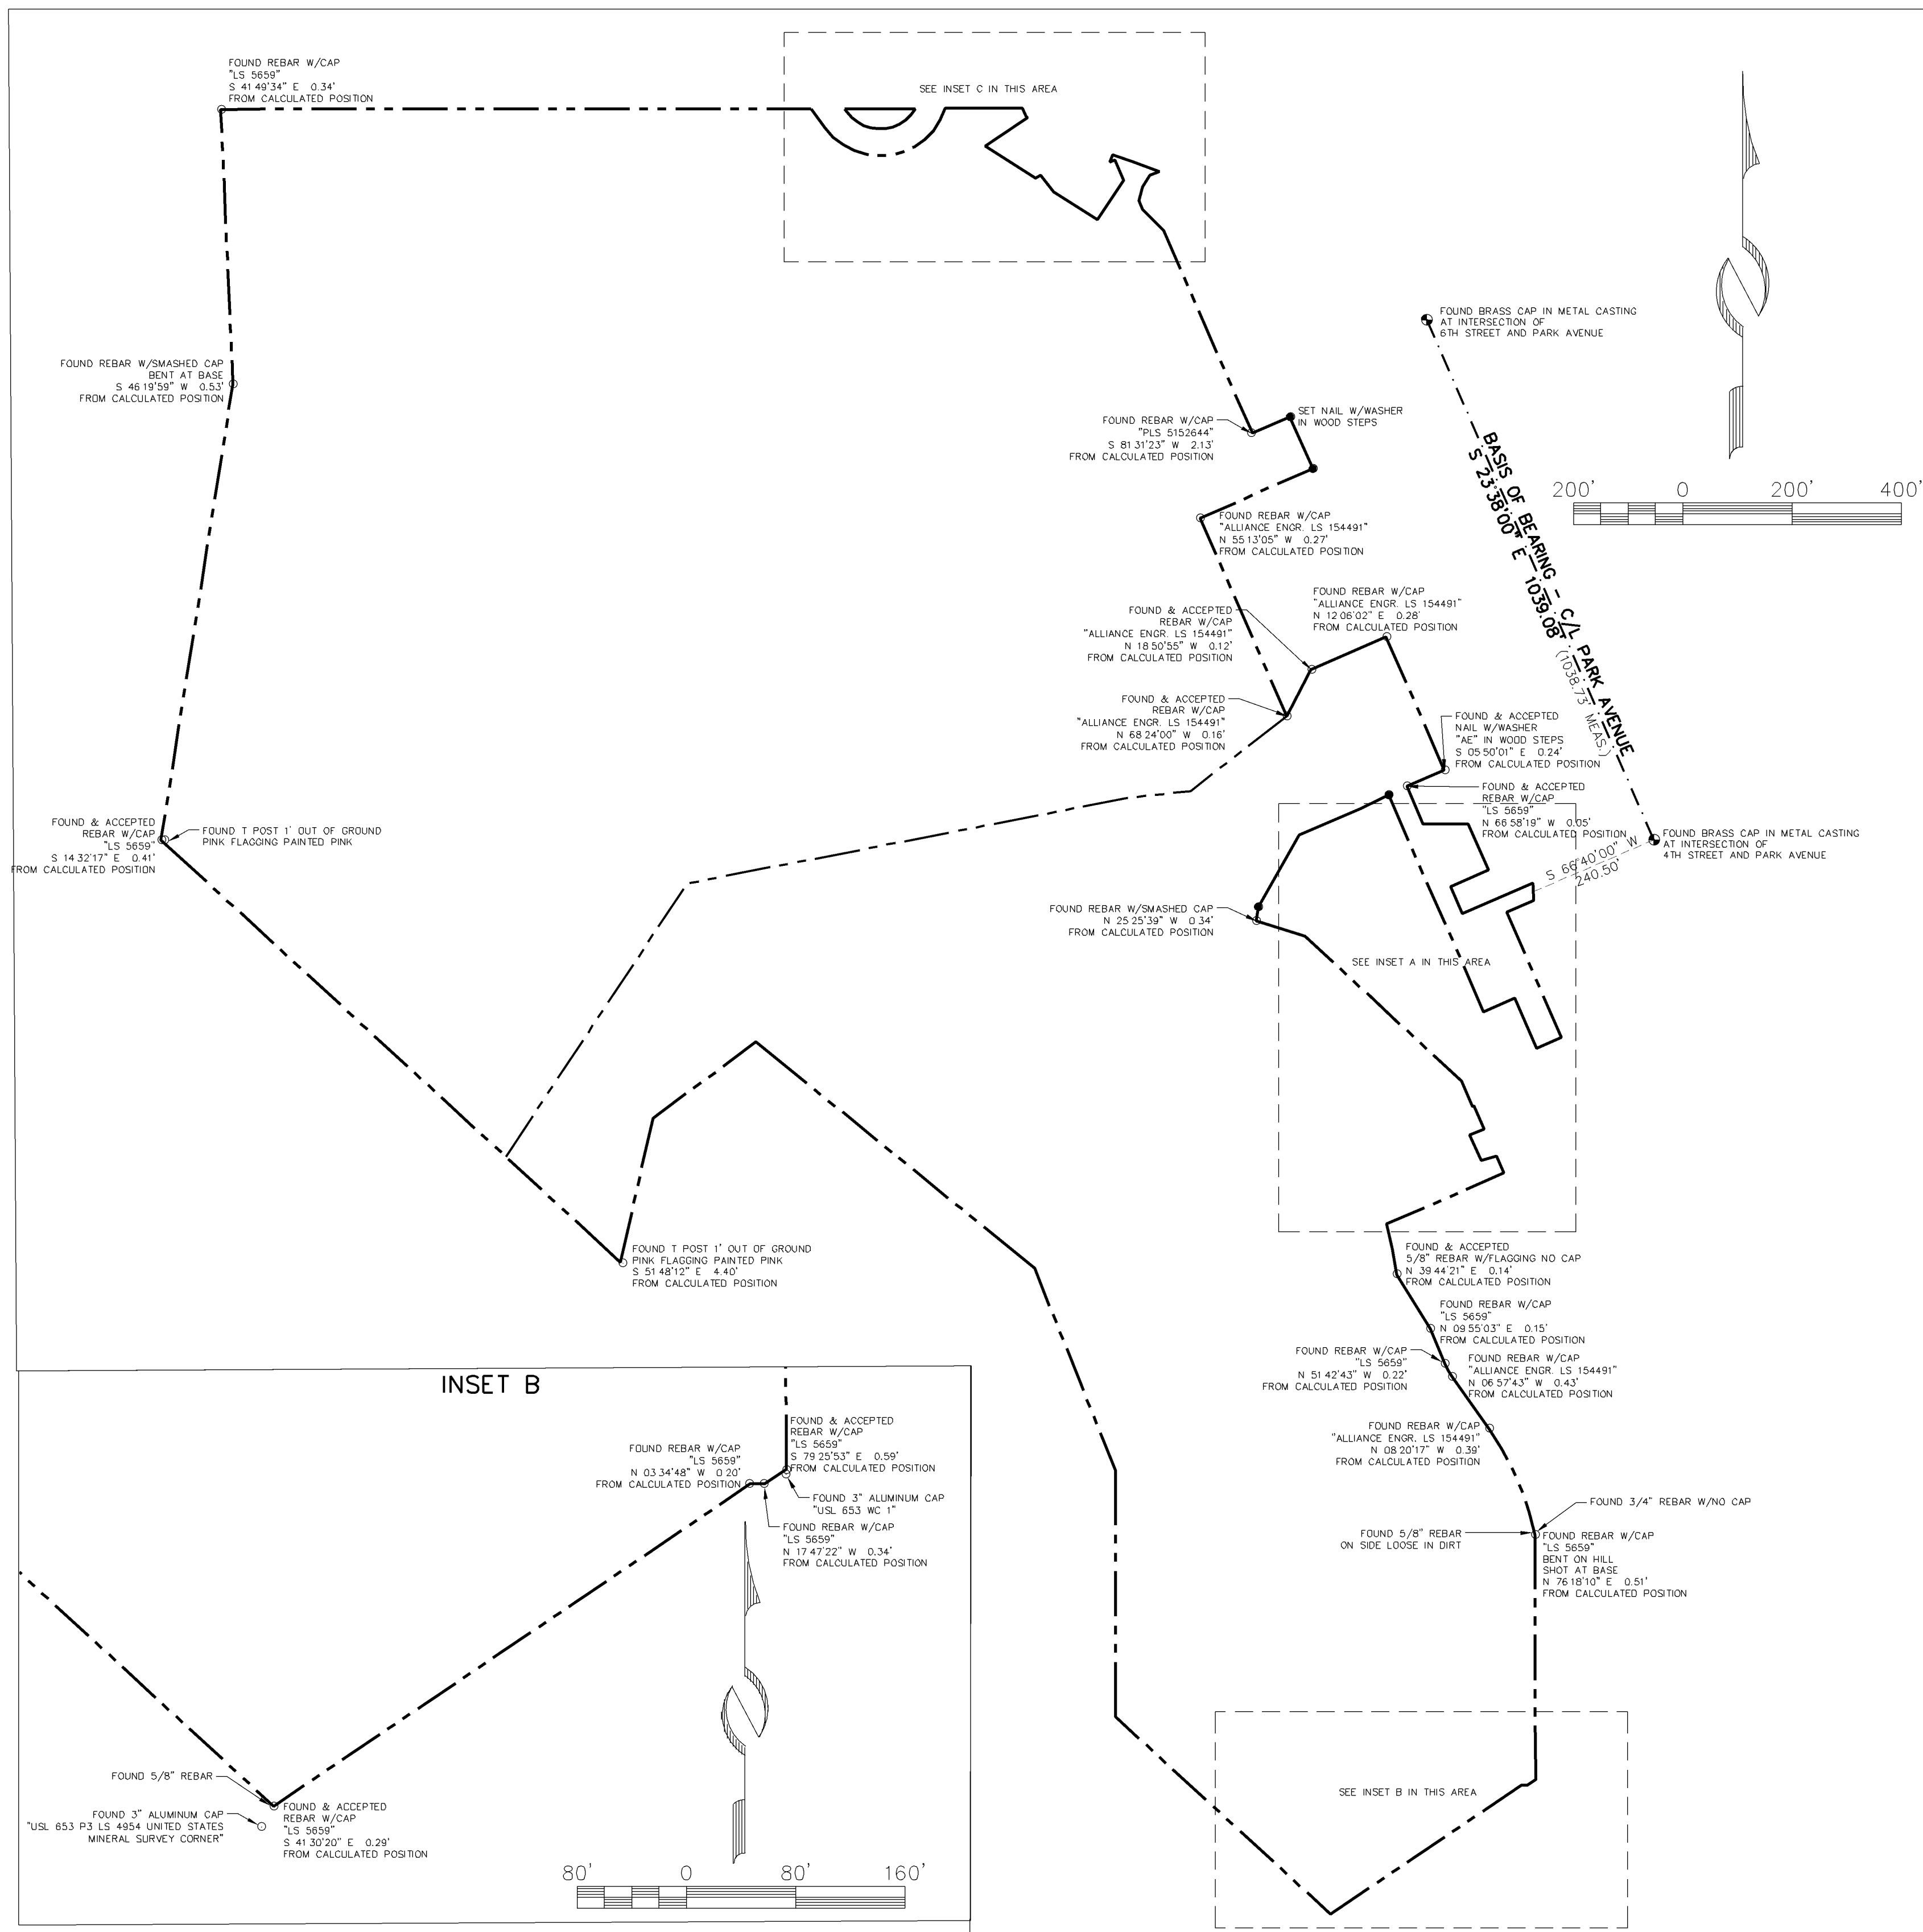 FOUND REBAR W/CAP
"LS 5659"
S 41 49'34" E 0.34'
FROM CALCULATED POSITION
SEE INSET C IN THIS AREA
FOUND BRASS CAP IN METAL CASTING
AT INTERSECTION OF
6TH STREET AND PARK AVENUE
FOUND REBAR W/SMASHED CAP
BENT AT BASE
S 46 19'59" W 0.53'
FROM CALCULATED POSITION
FOUND REBAR W/CAP
"PLS 5152644"
S 81 31'23" W 2.13'
FROM CALCULATED POSITION
SET NAIL W/WASHER
IN WOOD STEPS
200' 0 200' 400'
BASIS OF BEARING - C/L PARK AVENUE
S 23°38'00" E 1039.08'
(1038.73' MEAS.)
FOUND REBAR W/CAP
"ALLIANCE ENGR. LS 154491"
N 55 13'05" W 0.27'
FROM CALCULATED POSITION
FOUND REBAR W/CAP
"ALLIANCE ENGR. LS 154491"
N 12 06'02" E 0.28'
FROM CALCULATED POSITION
FOUND & ACCEPTED
REBAR W/CAP
"ALLIANCE ENGR. LS 154491"
N 18 50'55" W 0.12'
FROM CALCULATED POSITION
FOUND & ACCEPTED
REBAR W/CAP
"ALLIANCE ENGR. LS 154491"
N 68 24'00" W 0.16'
FROM CALCULATED POSITION
FOUND & ACCEPTED
NAIL W/WASHER
"AE" IN WOOD STEPS
S 05 50'01" E 0.24'
FROM CALCULATED POSITION
FOUND & ACCEPTED
REBAR W/CAP
"LS 5659"
N 66 58'19" W 0.05'
FROM CALCULATED POSITION
FOUND BRASS CAP IN METAL CASTING
AT INTERSECTION OF
4TH STREET AND PARK AVENUE
S 66°40'00" W
240.50'
FOUND & ACCEPTED
REBAR W/CAP
"LS 5659"
S 14 32'17" E 0.41'
FROM CALCULATED POSITION
FOUND T POST 1' OUT OF GROUND
PINK FLAGGING PAINTED PINK
FOUND REBAR W/SMASHED CAP
N 25 25'39" W 0.34'
FROM CALCULATED POSITION
SEE INSET A IN THIS AREA
FOUND T POST 1' OUT OF GROUND
PINK FLAGGING PAINTED PINK
S 51 48'12" E 4.40'
FROM CALCULATED POSITION
FOUND & ACCEPTED
5/8" REBAR W/FLAGGING NO CAP
N 39 44'21" E 0.14'
FROM CALCULATED POSITION
FOUND REBAR W/CAP
"LS 5659"
N 09 55'03" E 0.15'
FROM CALCULATED POSITION
FOUND REBAR W/CAP
"LS 5659"
N 51 42'43" W 0.22'
FROM CALCULATED POSITION
FOUND REBAR W/CAP
"ALLIANCE ENGR. LS 154491"
N 06 57'43" W 0.43'
FROM CALCULATED POSITION
FOUND REBAR W/CAP
"ALLIANCE ENGR. LS 154491"
N 08 20'17" W 0.39'
FROM CALCULATED POSITION
FOUND 3/4" REBAR W/NO CAP
FOUND 5/8" REBAR
ON SIDE LOOSE IN DIRT
FOUND REBAR W/CAP
"LS 5659"
BENT ON HILL
SHOT AT BASE
N 76 18'10" E 0.51'
FROM CALCULATED POSITION
SEE INSET B IN THIS AREA
INSET B
FOUND & ACCEPTED
REBAR W/CAP
"LS 5659"
S 79 25'53" E 0.59'
FROM CALCULATED POSITION
FOUND REBAR W/CAP
"LS 5659"
N 03 34'48" W 0.20'
FROM CALCULATED POSITION
FOUND 3" ALUMINUM CAP
"USL 653 WC 1"
FOUND REBAR W/CAP
"LS 5659"
N 17 47'22" W 0.34'
FROM CALCULATED POSITION
FOUND 5/8" REBAR
FOUND 3" ALUMINUM CAP
"USL 653 P3 LS 4954 UNITED STATES
MINERAL SURVEY CORNER"
FOUND & ACCEPTED
REBAR W/CAP
"LS 5659"
S 41 30'20" E 0.29'
FROM CALCULATED POSITION
80' 0 80' 160'